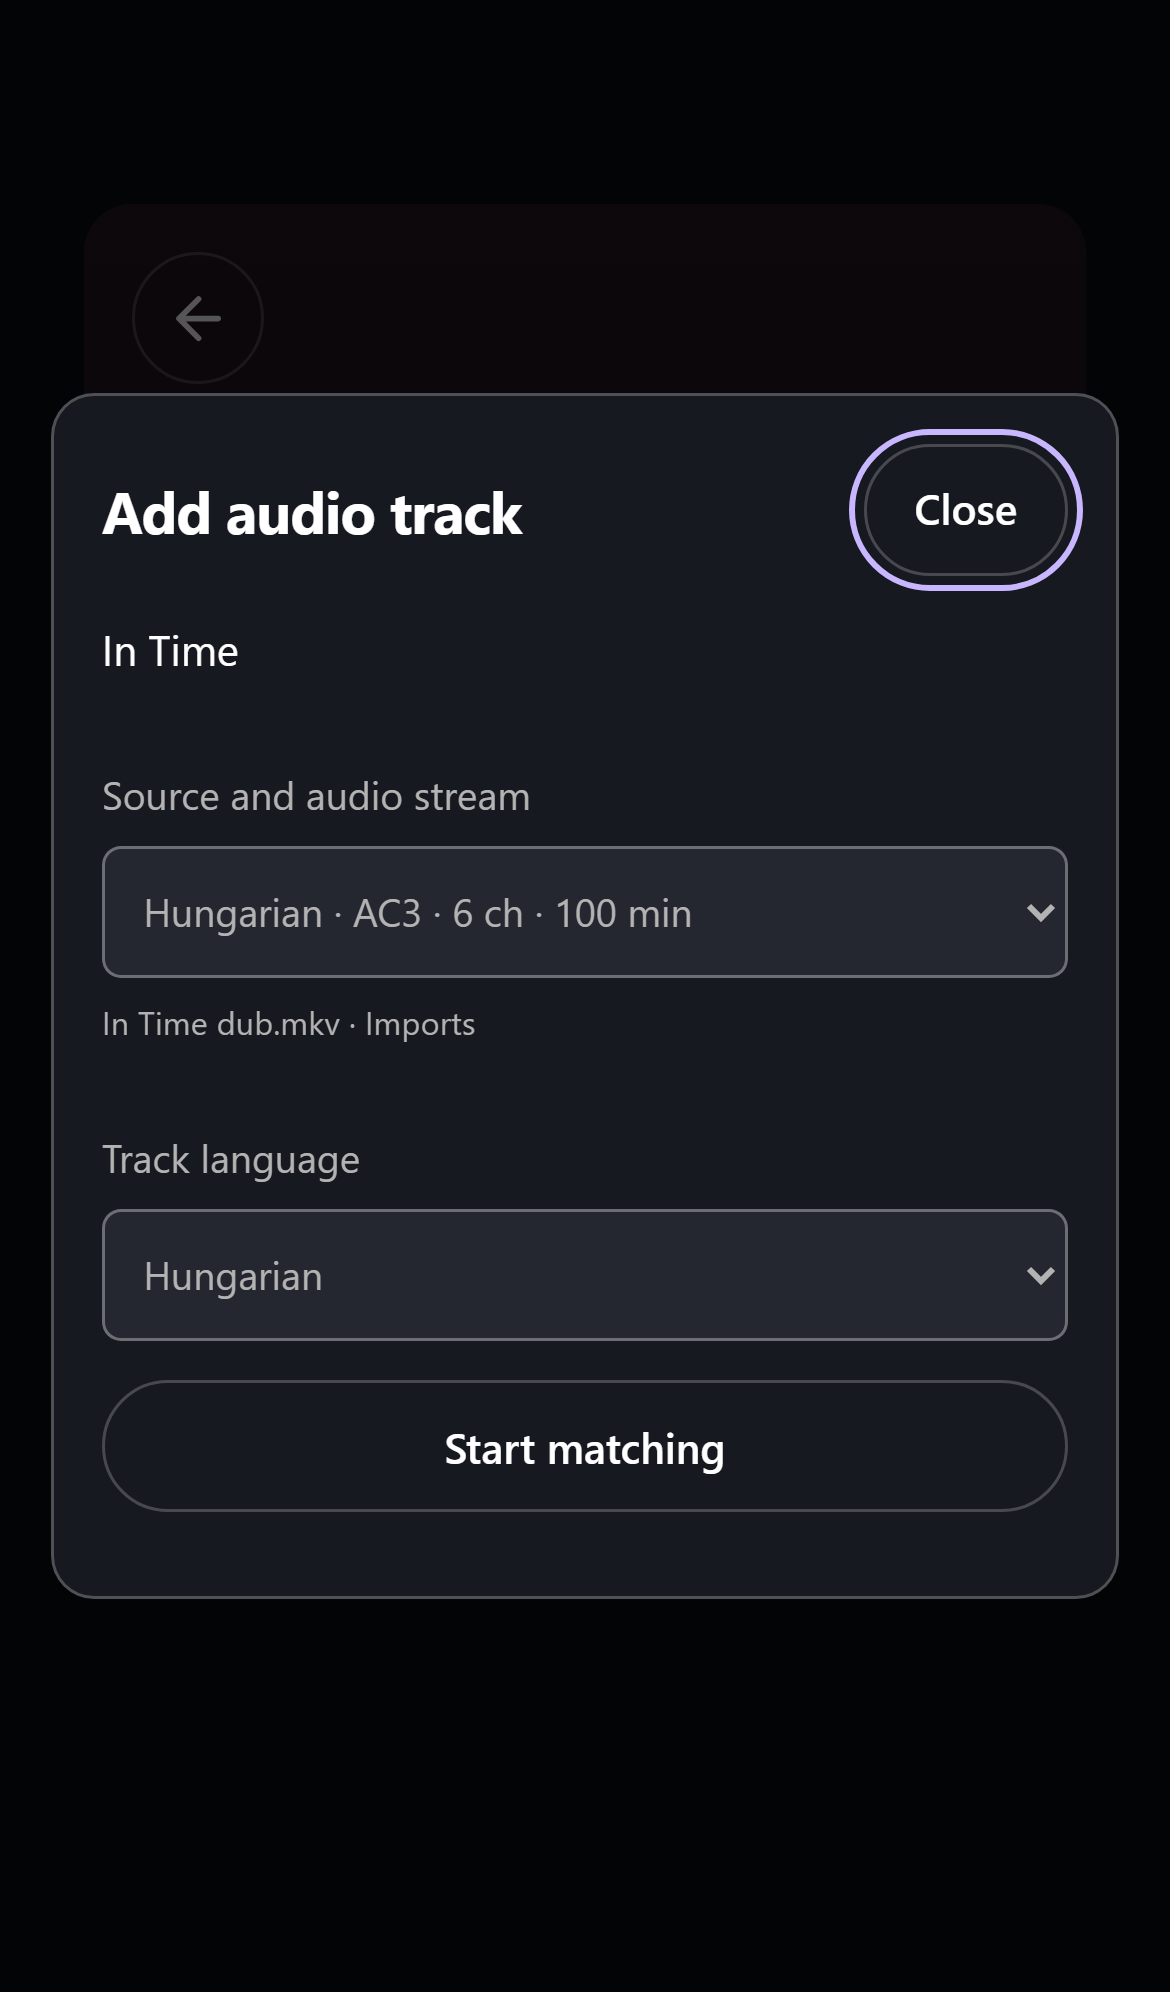 Add audio track
Close
In Time
Source and audio stream
Hungarian · AC3 · 6 ch · 100 min
In Time dub.mkv · Imports
Track language
Hungarian
Start matching